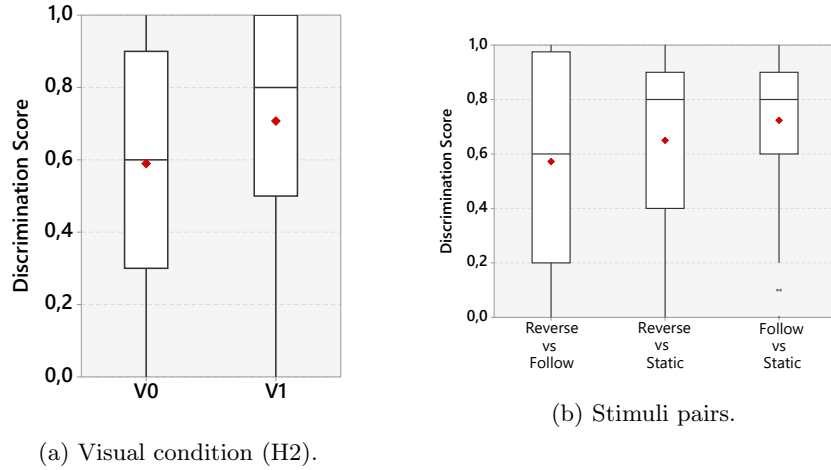 Discrimination Score
1,0
0,8
0,6
0,4
0,2
0,0
V0 V1
(a) Visual condition (H2).
Discrimination Score
1,0
0,8
0,6
0,4
0,2
0,0
Reverse Reverse Follow
vs vs vs
Follow Static Static
(b) Stimuli pairs.